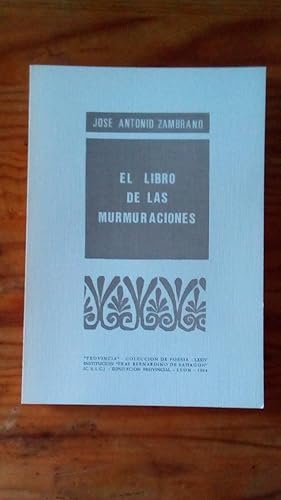 JOSE ANTONIO ZAMBRANO
EL LIBRO
DE LAS
MURMURACIONES
"PROVINCIA" - COLECCION DE POESIA - LXXIV
INSTITUCION "FRAY BERNARDINO DE SAHAGUN"
(C.S.I.C.) - DIPUTACION PROVINCIAL - LEON - 1984